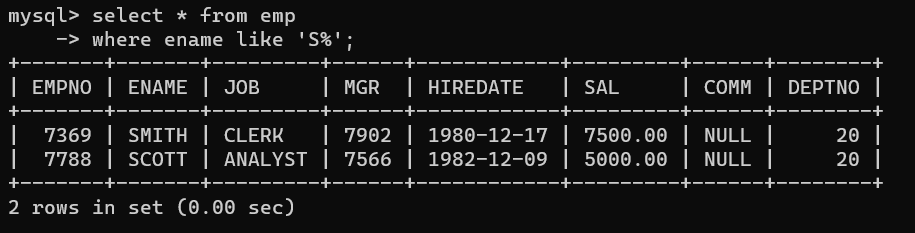 mysql> select * from emp
    -> where ename like 'S%';
+-------+-------+---------+------+------------+---------+------+--------+
| EMPNO | ENAME | JOB     | MGR  | HIREDATE   | SAL     | COMM | DEPTNO |
+-------+-------+---------+------+------------+---------+------+--------+
|  7369 | SMITH | CLERK   | 7902 | 1980-12-17 | 7500.00 | NULL |     20 |
|  7788 | SCOTT | ANALYST | 7566 | 1982-12-09 | 5000.00 | NULL |     20 |
+-------+-------+---------+------+------------+---------+------+--------+
2 rows in set (0.00 sec)